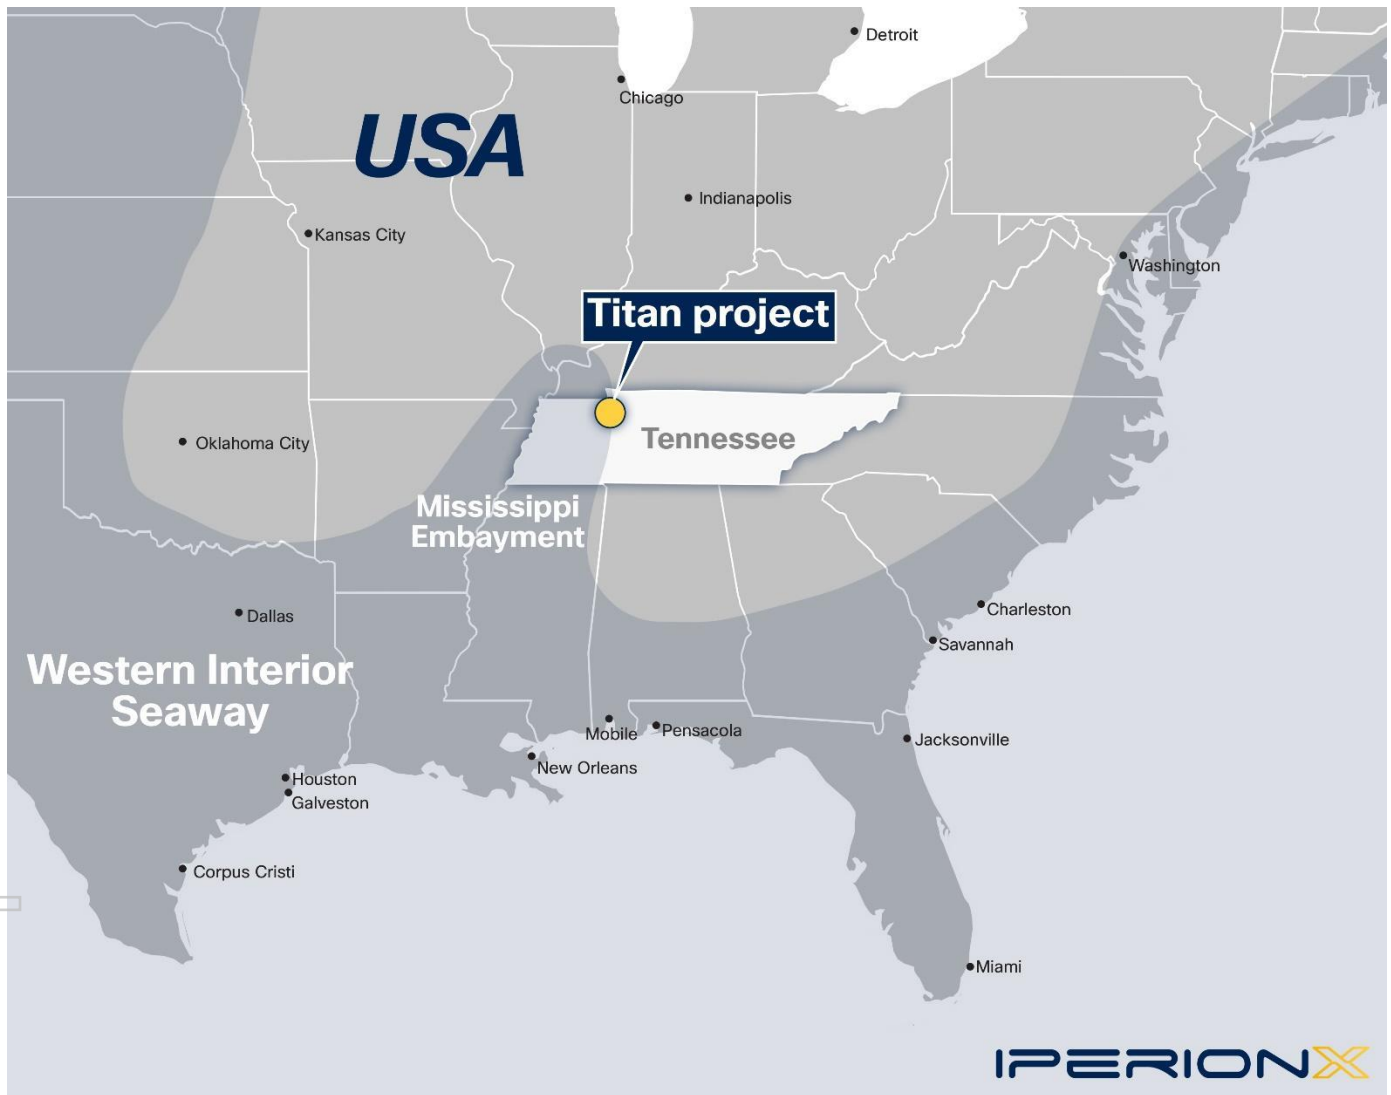 Detroit
Chicago
USA
Indianapolis
Kansas City
Washington
Titan project
Oklahoma City
Tennessee
Mississippi
Embayment
Dallas
Charleston
Savannah
Western Interior
Seaway
Mobile
Pensacola
Jacksonville
New Orleans
Houston
Galveston
Corpus Cristi
Miami
IPERIONX